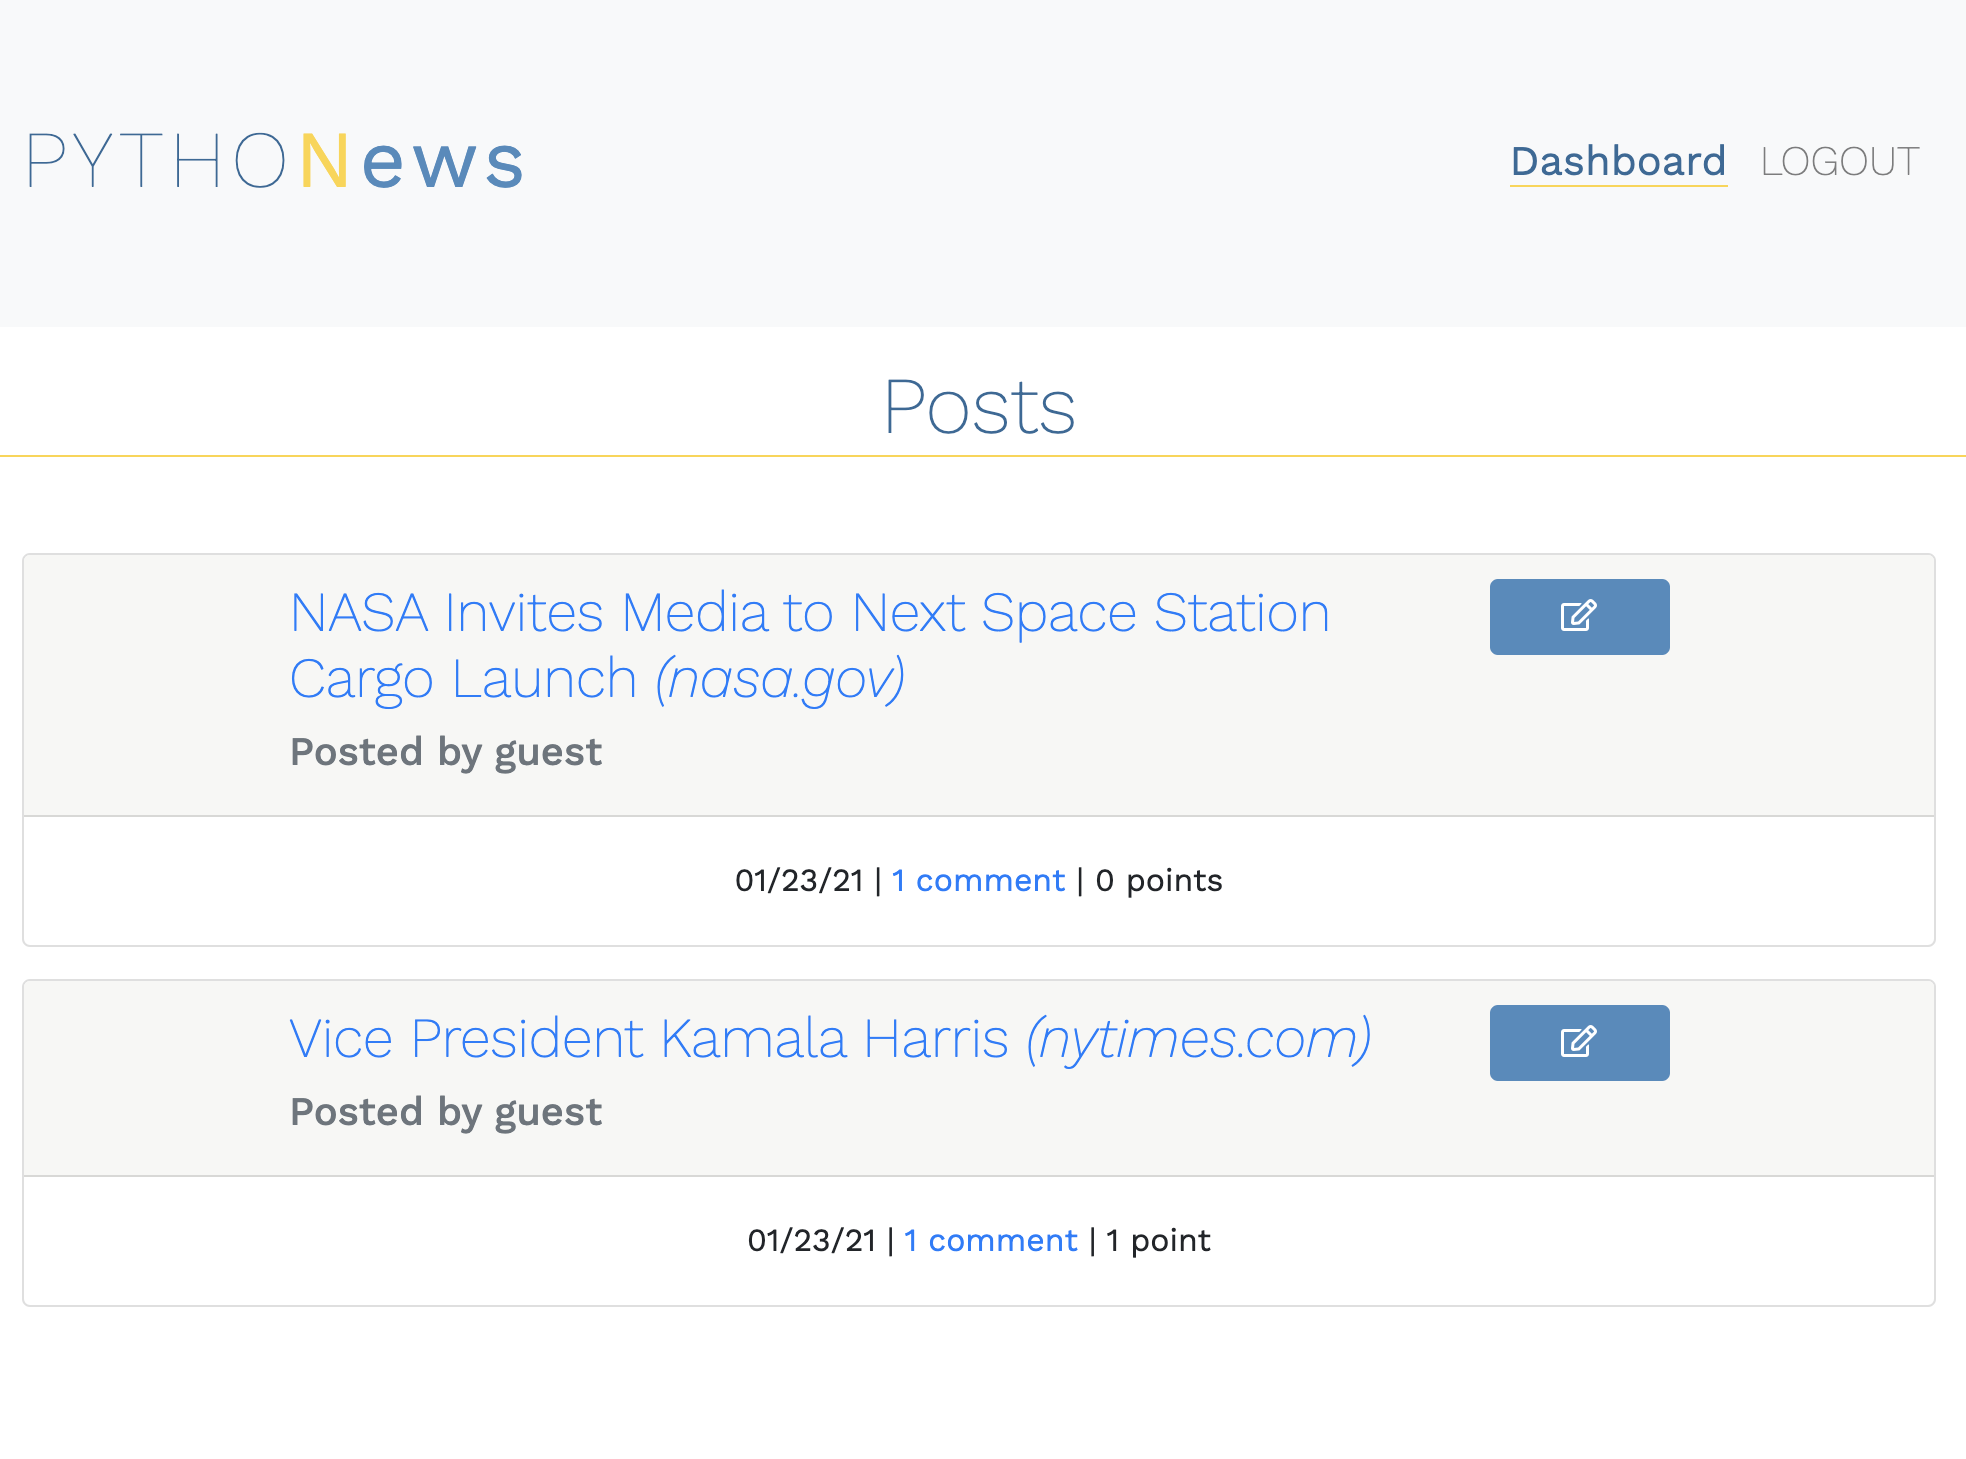 PYTHONews
Dashboard LOGOUT
Posts
NASA Invites Media to Next Space Station
Cargo Launch (nasa.gov)
Posted by guest
01/23/21 | 1 comment | 0 points
Vice President Kamala Harris (nytimes.com)
Posted by guest
01/23/21 | 1 comment | 1 point